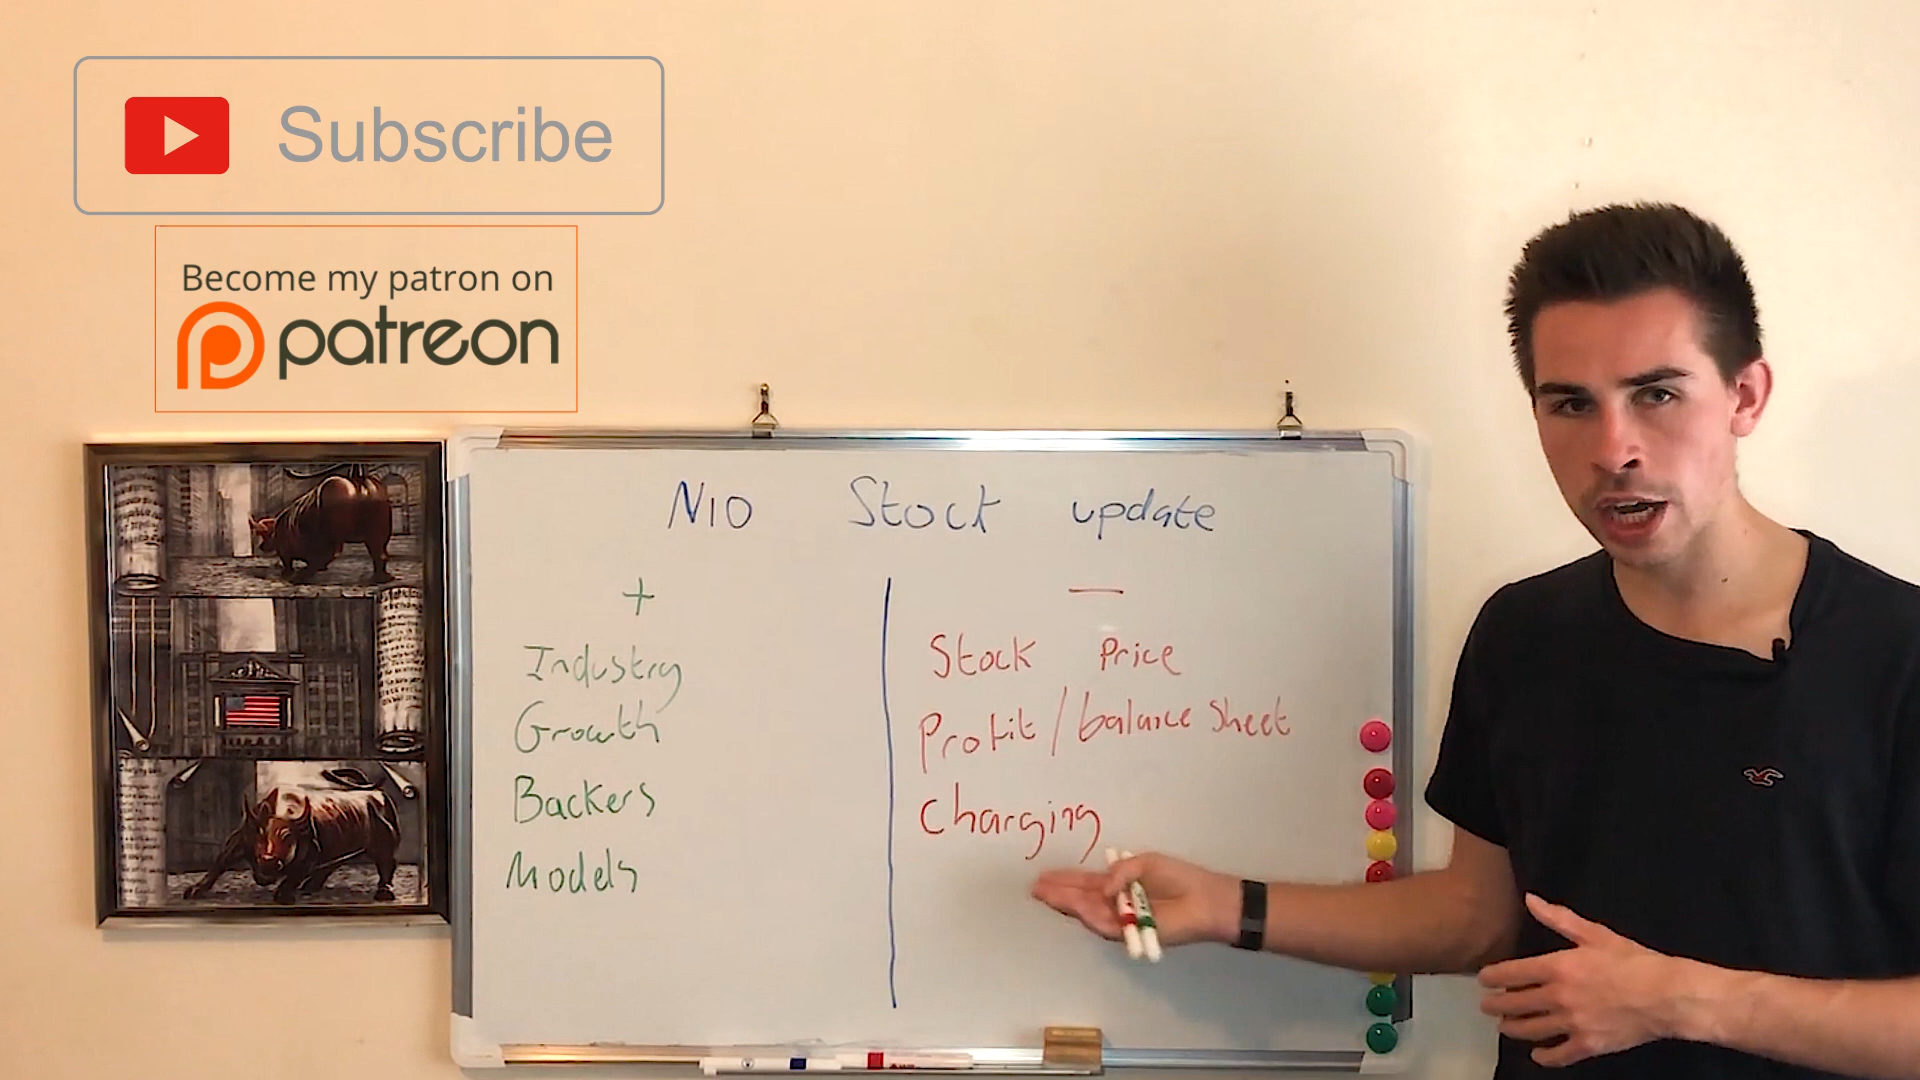 Subscribe
Become my patron on
patreon
NIO Stock update
+
Industry
Growth
Backers
Models
—
Stock Price
Profit / balance Sheet
Charging